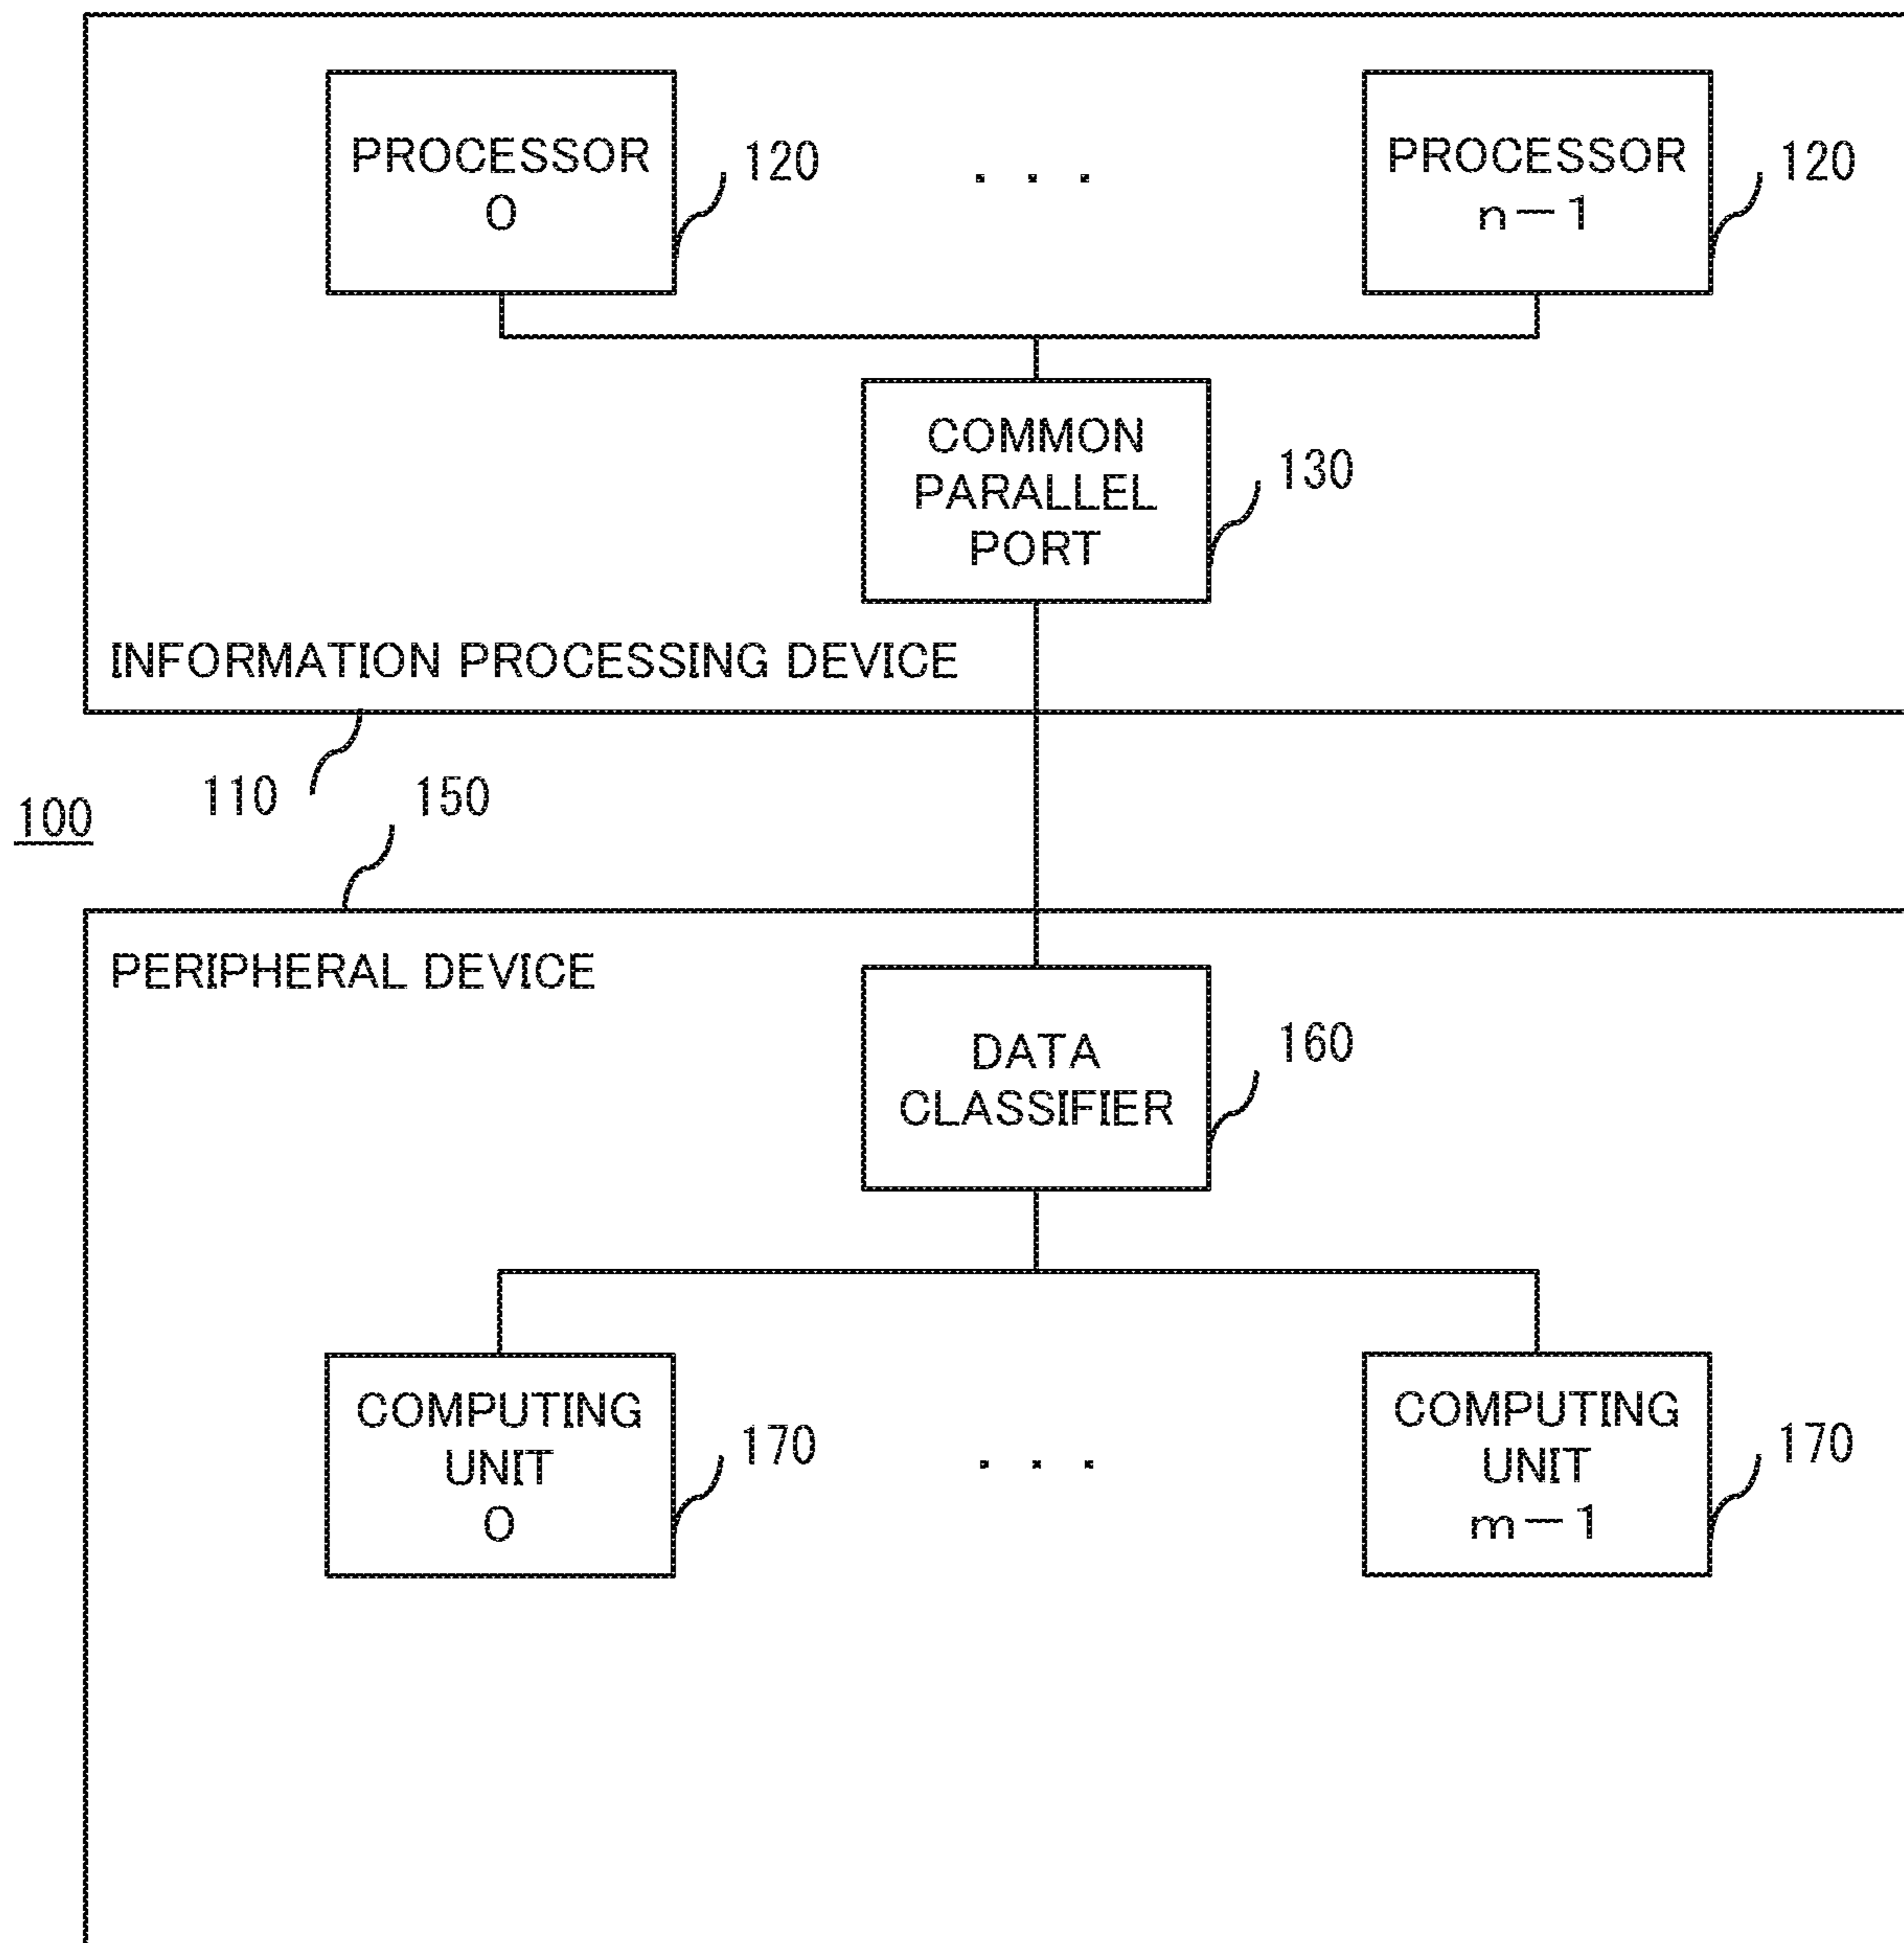 PROCESSOR
0
120
. . .
PROCESSOR
n-1
120
COMMON
PARALLEL
PORT
130
INFORMATION PROCESSING DEVICE
110
150
100
PERIPHERAL DEVICE
DATA
CLASSIFIER
160
COMPUTING
UNIT
0
170
. . .
COMPUTING
UNIT
m-1
170